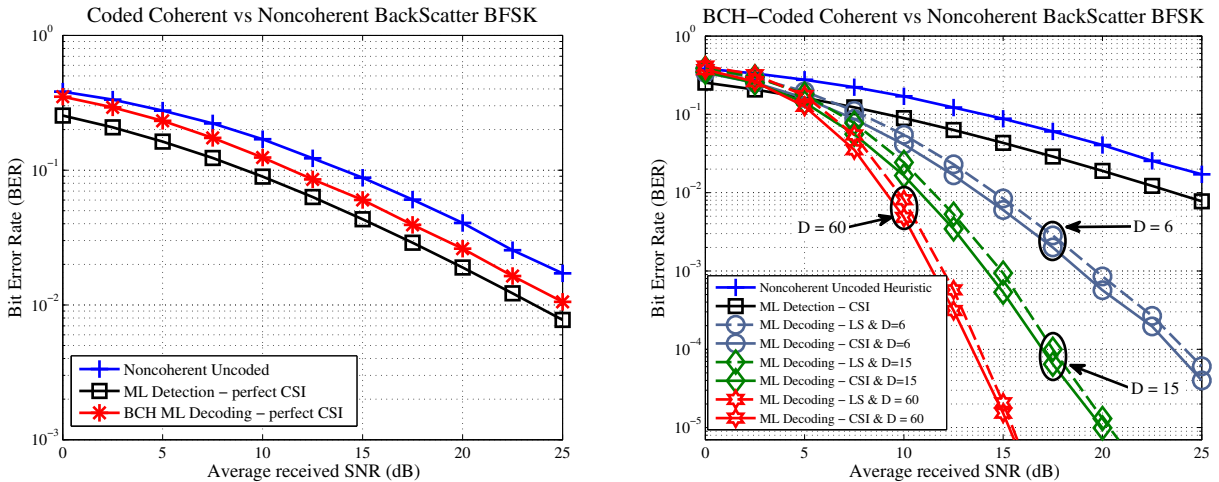 Coded Coherent vs Noncoherent BackScatter BFSK
10^0
10^-1
10^-2
10^-3
Bit Error Rate (BER)
Noncoherent Uncoded
ML Detection − perfect CSI
BCH ML Decoding − perfect CSI
0 5 10 15 20 25
Average received SNR (dB)
BCH−Coded Coherent vs Noncoherent BackScatter BFSK
10^0
10^-1
10^-2
10^-3
10^-4
10^-5
Bit Error Rate (BER)
D = 60
D = 6
D = 15
Noncoherent Uncoded Heuristic
ML Detection − CSI
ML Decoding − LS & D=6
ML Decoding − CSI & D=6
ML Decoding − LS & D=15
ML Decoding − CSI & D=15
ML Decoding − LS & D = 60
ML Decoding − CSI & D = 60
0 5 10 15 20 25
Average received SNR (dB)